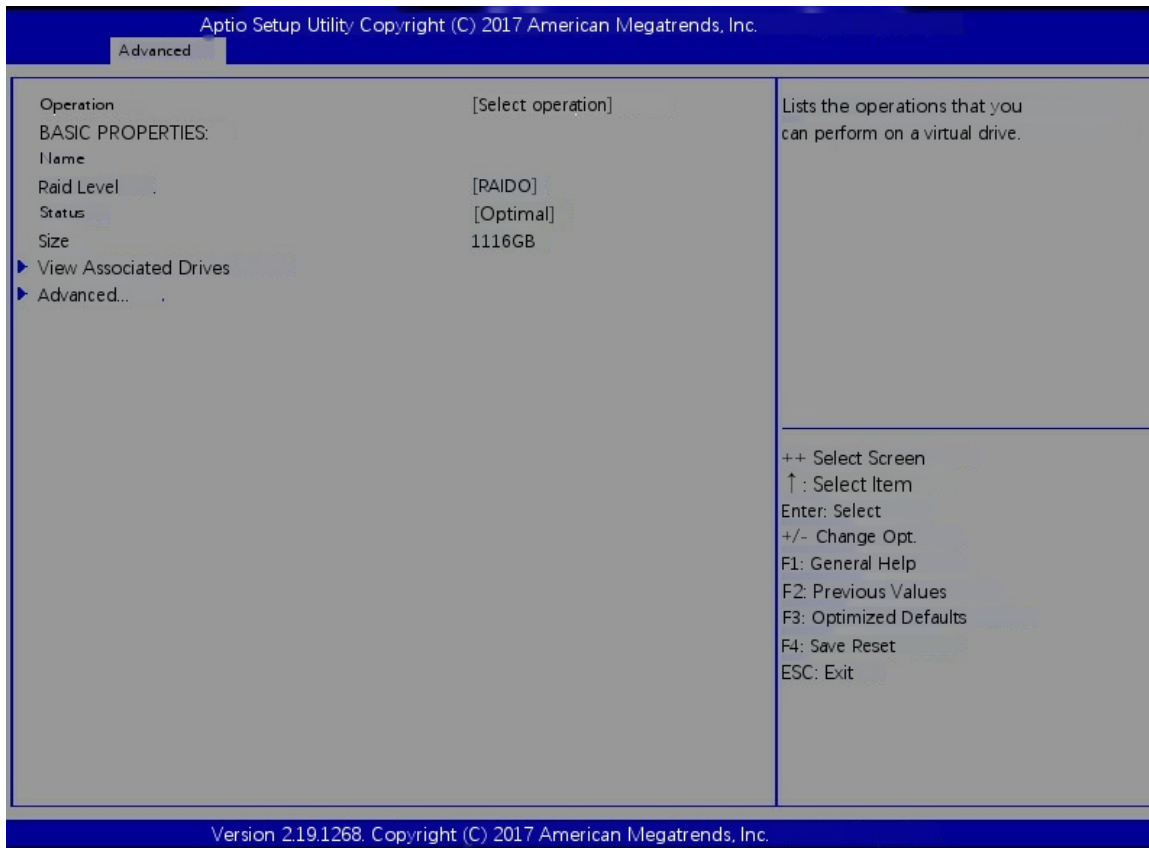 Aptio Setup Utility Copyright (C) 2017 American Megatrends, Inc.
Advanced
Operation [Select operation]
BASIC PROPERTIES:
Name
Raid Level . [RAIDO]
Status [Optimal]
Size 1116GB
View Associated Drives
Advanced... .
Lists the operations that you
can perform on a virtual drive.
++ Select Screen
↑ : Select Item
Enter: Select
+/- Change Opt.
F1: General Help
F2: Previous Values
F3: Optimized Defaults
F4: Save Reset
ESC: Exit
Version 2.19.1268. Copyright (C) 2017 American Megatrends, Inc.